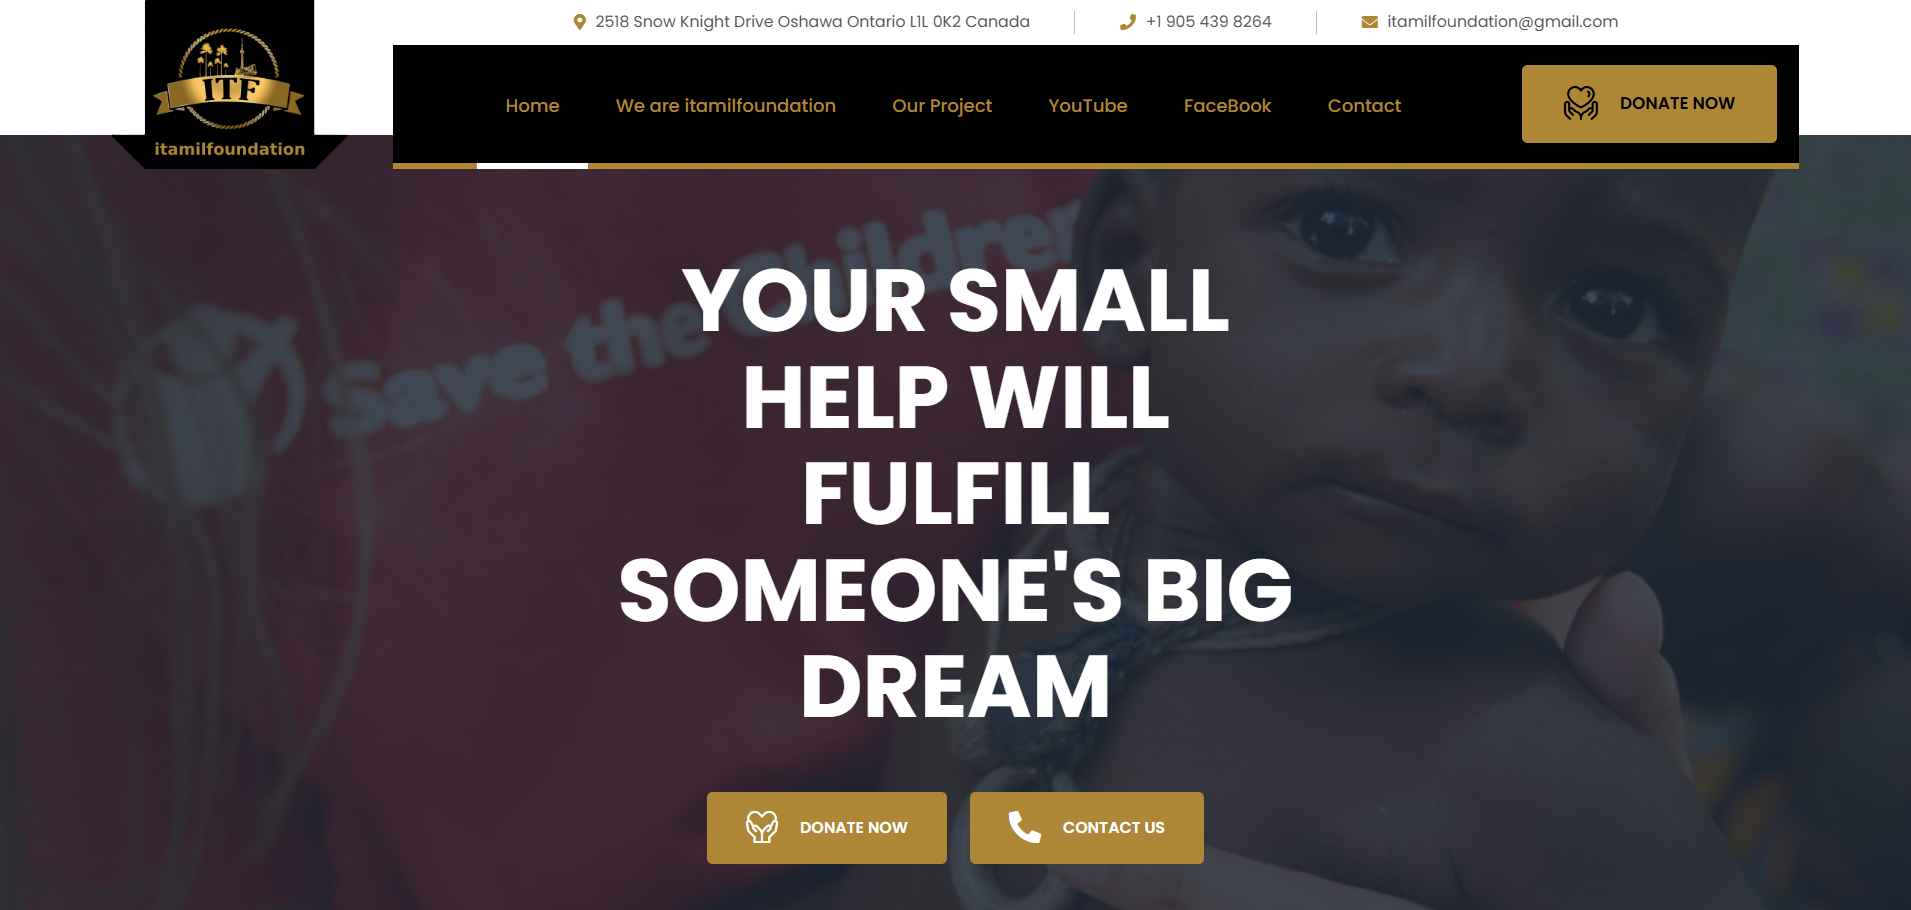 2518 Snow Knight Drive Oshawa Ontario L1L 0K2 Canada
+1 905 439 8264
itamilfoundation@gmail.com
ITF
itamilfoundation
Home
We are itamilfoundation
Our Project
YouTube
FaceBook
Contact
DONATE NOW
Save the Children
YOUR SMALL
HELP WILL
FULFILL
SOMEONE'S BIG
DREAM
DONATE NOW
CONTACT US